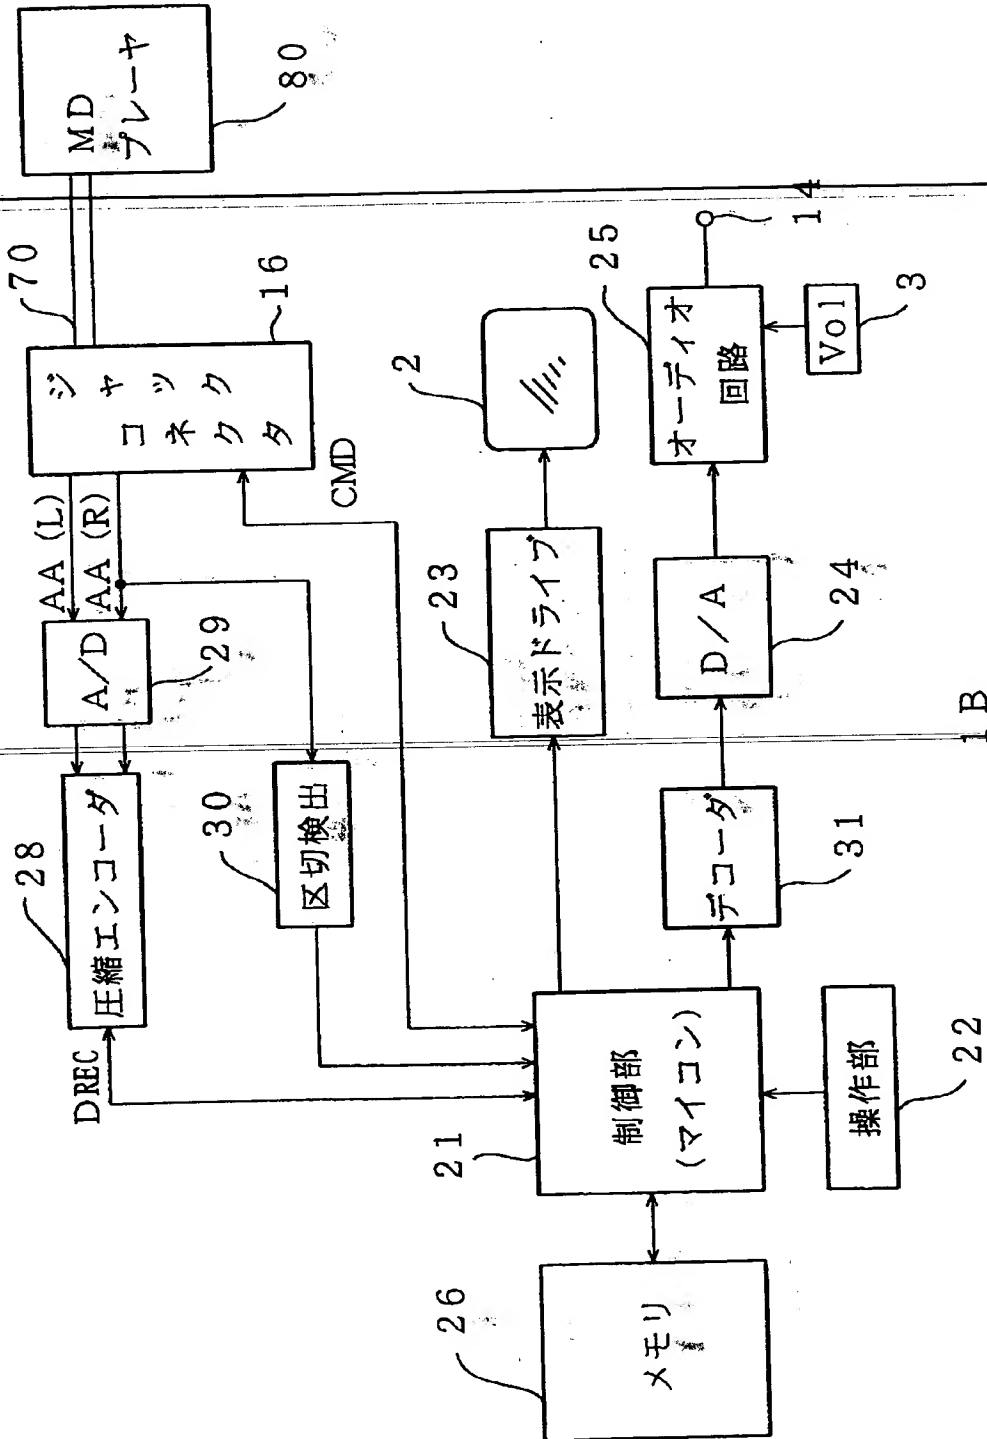 MD
プレーヤ
80
70
ジャック
コネクタ
16
AA (L)
AA (R)
CMD
A/D
29
圧縮エンコーダ
28
DREC
区切検出
30
2
表示ドライブ
23
オーディオ
回路
25
14
Vol
3
D/A
24
デコーダ
31
1B
制御部
(マイコン)
21
操作部
22
メモリ
26